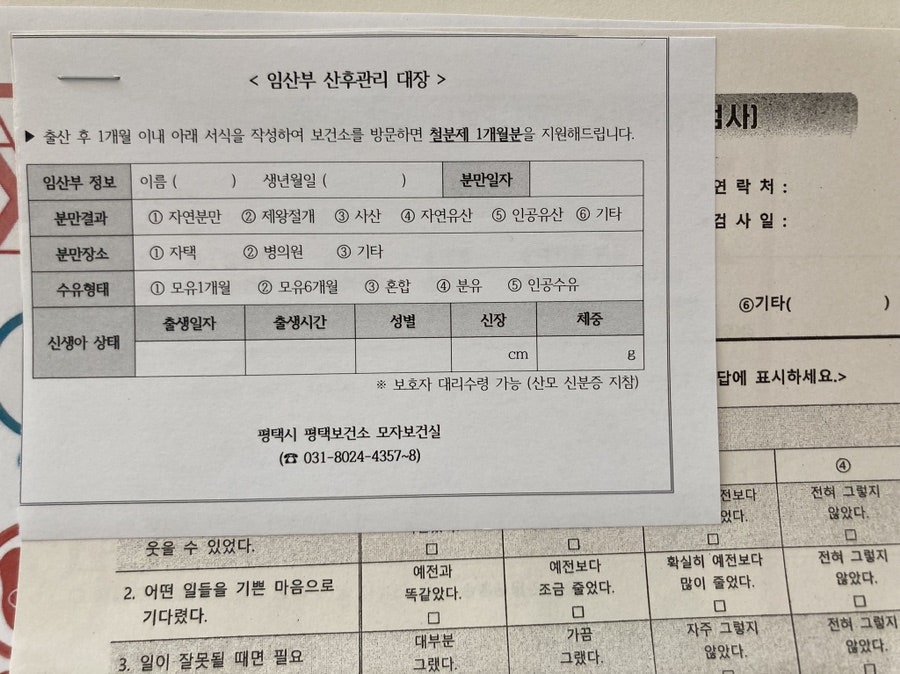 < 임산부 산후관리 대장 >
▶ 출산 후 1개월 이내 아래 서식을 작성하여 보건소를 방문하면 철분제 1개월분을 지원해드립니다.
임산부 정보 이름 ( ) 생년월일 ( ) 분만일자
분만결과 ① 자연분만 ② 제왕절개 ③ 사산 ④ 자연유산 ⑤ 인공유산 ⑥ 기타
분만장소 ① 자택 ② 병의원 ③ 기타
수유형태 ① 모유1개월 ② 모유6개월 ③ 혼합 ④ 분유 ⑤ 인공수유
신생아 상태 출생일자 출생시간 성별 신장 체중
cm g
※ 보호자 대리수령 가능 (산모 신분증 지참)
평택시 평택보건소 모자보건실
(☎ 031-8024-4357~8)
검사)
연 락 처 :
검 사 일 :
⑥기타( )
답에 표시하세요.>
④
전보다 전혀 그렇지
었다. 않았다.
웃을 수 있었다. □ □ □ □
2. 어떤 일들을 기쁜 마음으로 기다렸다.
예전과 똑같았다. □
예전보다 조금 줄었다. □
확실히 예전보다 많이 줄었다. □
전혀 그렇지 않았다. □
3. 일이 잘못될 때면 필요
대부분 그랬다.
가끔 그랬다.
자주 그렇지 않았다.
전혀 그렇지 않았다.